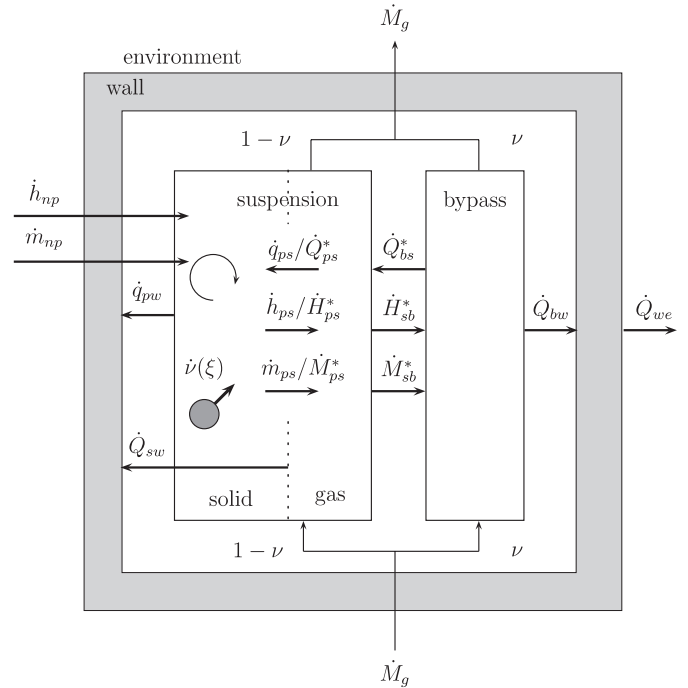 Ṁ_g
environment
wall
1 − ν ν
suspension bypass
ḣ_np
q̇_ps/Q̇*_ps Q̇*_bs
ṁ_np
q̇_pw ḣ_ps/Ḣ*_ps Ḣ*_sb Q̇_bw Q̇_we
ν̇(ξ) ṁ_ps/Ṁ*_ps Ṁ*_sb
Q̇_sw
solid gas
1 − ν ν
Ṁ_g